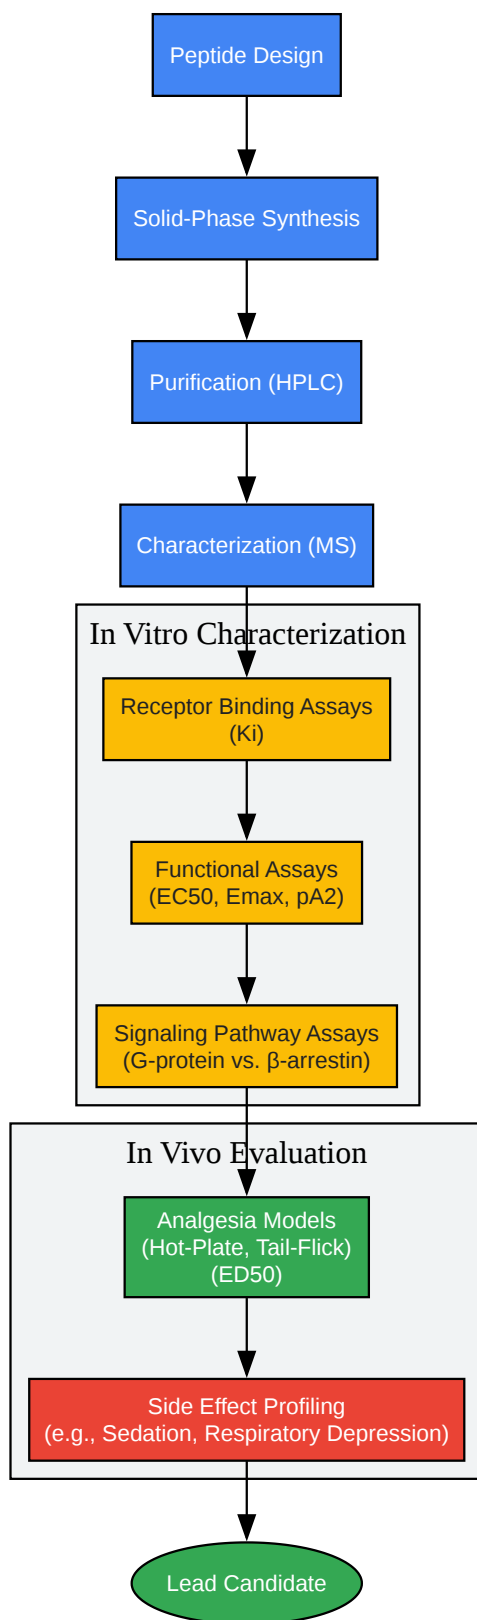 Peptide Design
Solid-Phase Synthesis
Purification (HPLC)
Characterization (MS)
In Vitro Characterization
Receptor Binding Assays
(Ki)
Functional Assays
(EC50, Emax, pA2)
Signaling Pathway Assays
(G-protein vs. β-arrestin)
In Vivo Evaluation
Analgesia Models
(Hot-Plate, Tail-Flick)
(ED50)
Side Effect Profiling
(e.g., Sedation, Respiratory Depression)
Lead Candidate